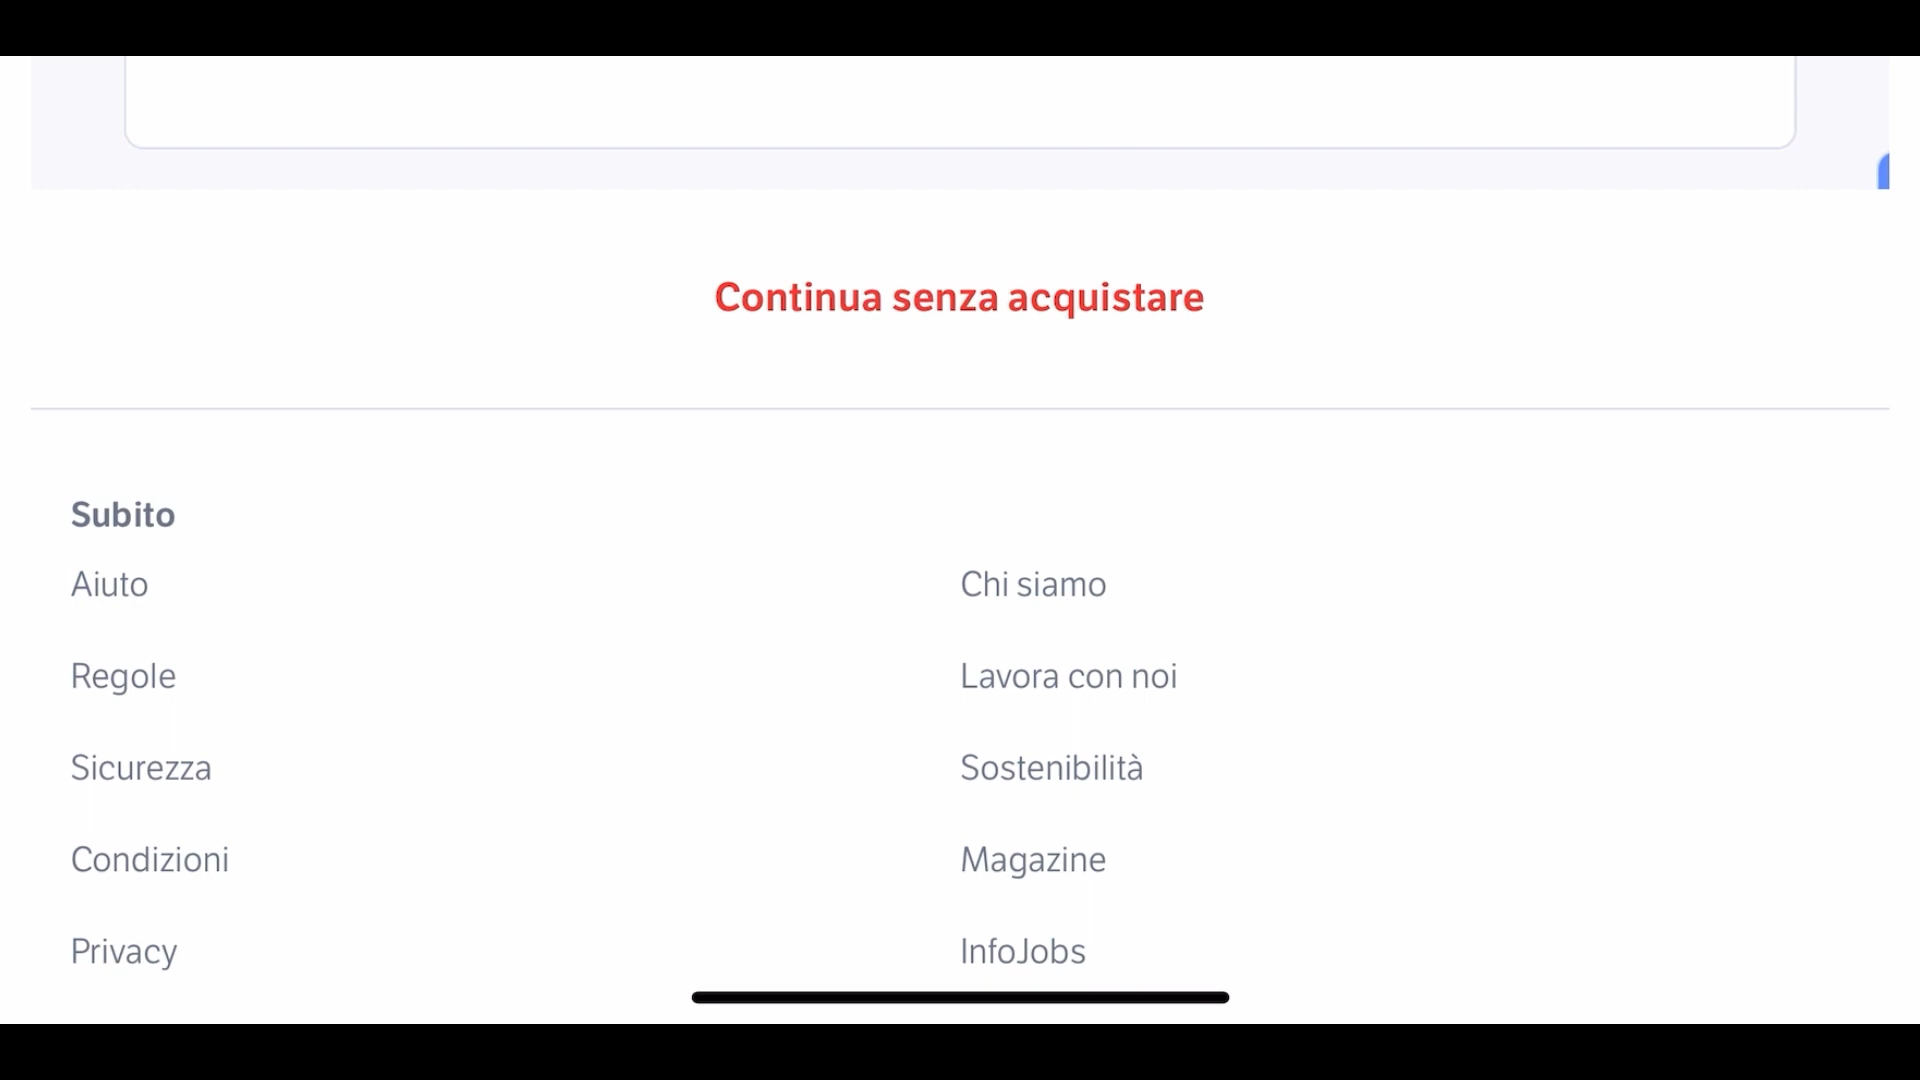 Continua senza acquistare
Subito
Aiuto
Chi siamo
Regole
Lavora con noi
Sicurezza
Sostenibilità
Condizioni
Magazine
Privacy
InfoJobs